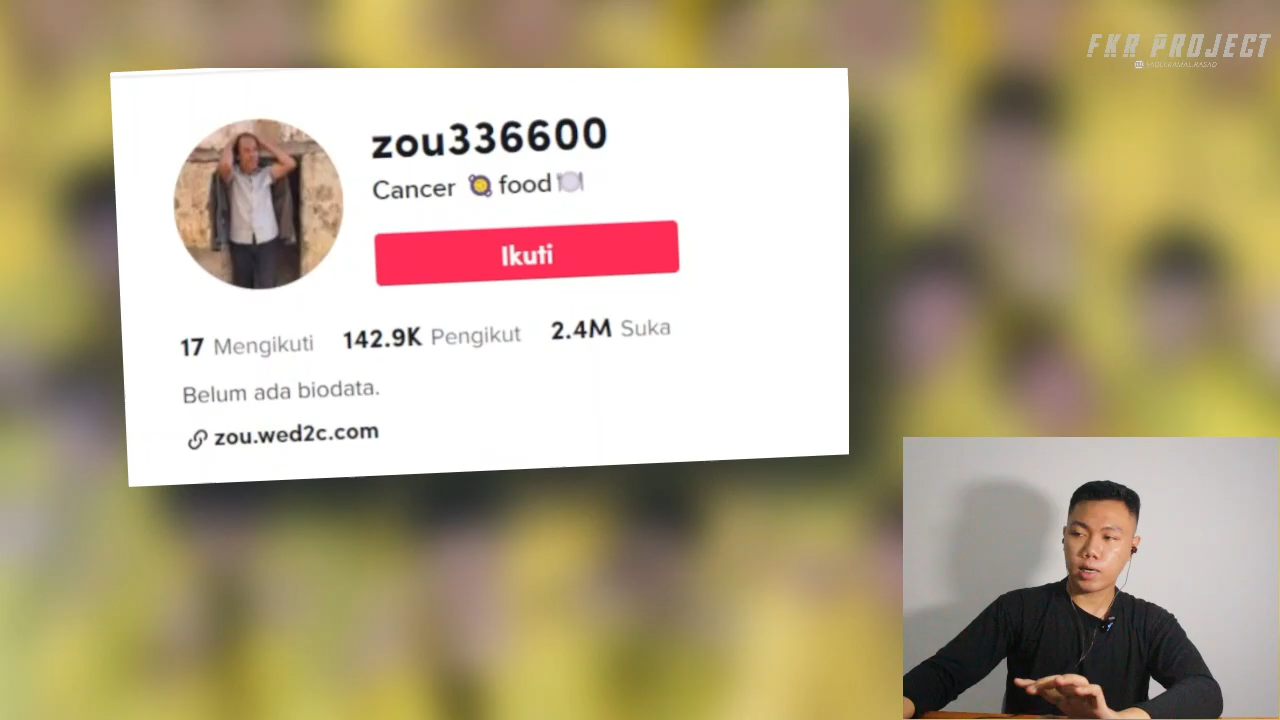 FKR PROJECT
zou336600
Cancer food
Ikuti
17 Mengikuti 142.9K Pengikut 2.4M Suka
Belum ada biodata.
zou.wed2c.com